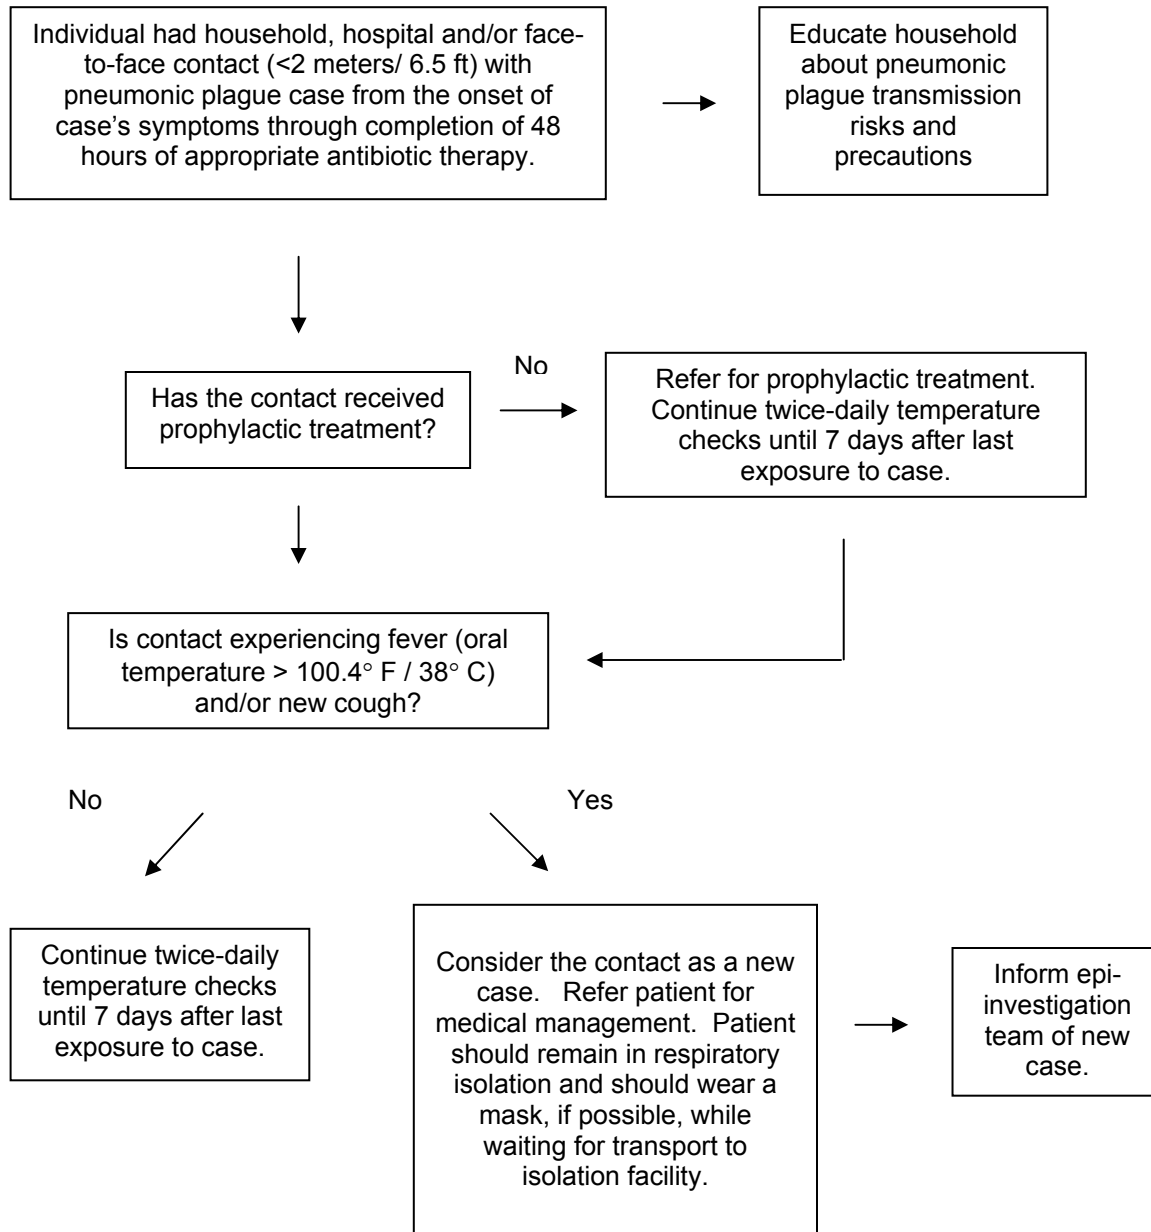 Individual had household, hospital and/or face-
to-face contact (<2 meters/ 6.5 ft) with
pneumonic plague case from the onset of
case’s symptoms through completion of 48
hours of appropriate antibiotic therapy.
Educate household
about pneumonic
plague transmission
risks and
precautions
Has the contact received
prophylactic treatment?
No
Refer for prophylactic treatment.
Continue twice-daily temperature
checks until 7 days after last
exposure to case.
Is contact experiencing fever (oral
temperature > 100.4° F / 38° C)
and/or new cough?
No
Yes
Continue twice-daily
temperature checks
until 7 days after last
exposure to case.
Consider the contact as a new
case.   Refer patient for
medical management.  Patient
should remain in respiratory
isolation and should wear a
mask, if possible, while
waiting for transport to
isolation facility.
Inform epi-
investigation
team of new
case.